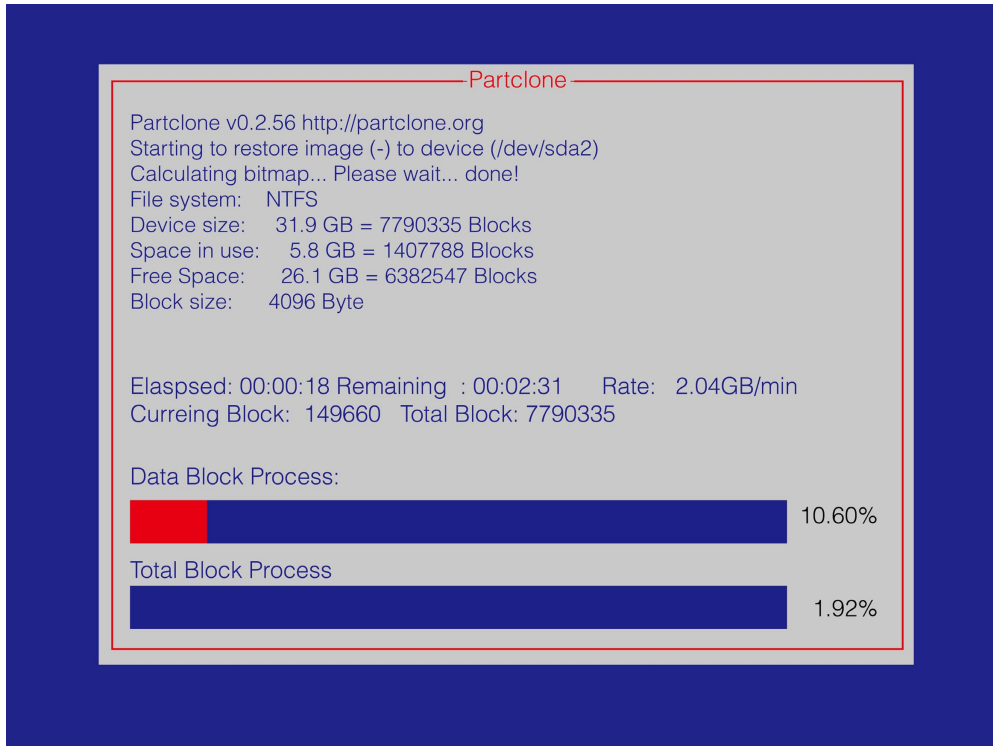 Partclone
Partclone v0.2.56 http://partclone.org
Starting to restore image (-) to device (/dev/sda2)
Calculating bitmap... Please wait... done!
File system: NTFS
Device size: 31.9 GB = 7790335 Blocks
Space in use: 5.8 GB = 1407788 Blocks
Free Space: 26.1 GB = 6382547 Blocks
Block size: 4096 Byte
Elaspsed: 00:00:18 Remaining : 00:02:31 Rate: 2.04GB/min
Curreing Block: 149660 Total Block: 7790335
Data Block Process:
10.60%
Total Block Process
1.92%